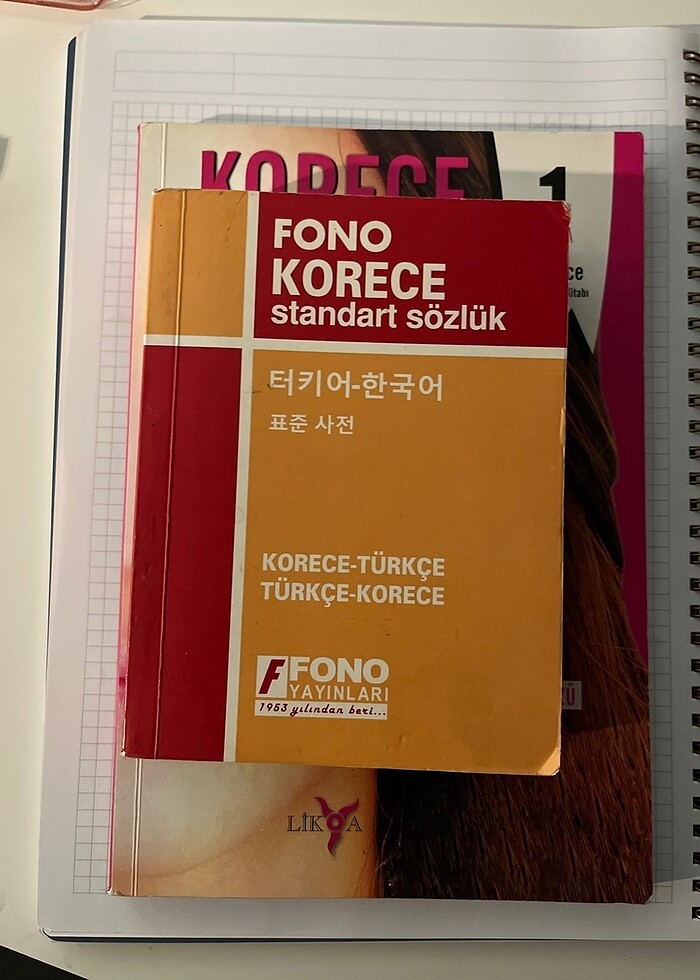 KORECE
1
FONO
KORECE
standart sözlük
터키어-한국어
표준 사전
KORECE-TÜRKÇE
TÜRKÇE-KORECE
FONO
YAYINLARI
1953 yılından beri...
LİKYA